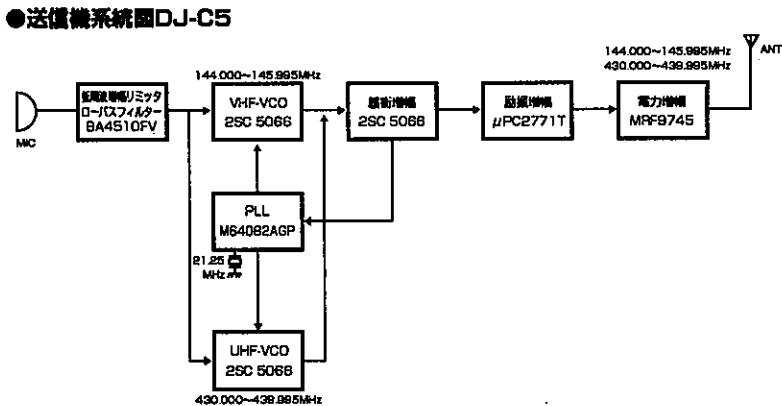 ●送信機系統図DJ-C5
144.000~145.995MHz
430.000~439.995MHz
ANT
144.000~145.995MHz
低周波増幅リミッタ
ローパスフィルター
BA4510FV
VHF-VCO
2SC 5066
緩衝増幅
2SC 5066
励振増幅
μPC2771T
電力増幅
MRF9745
MIC
PLL
M64082AGP
21.25
MHz
UHF-VCO
2SC 5066
430.000~439.995MHz